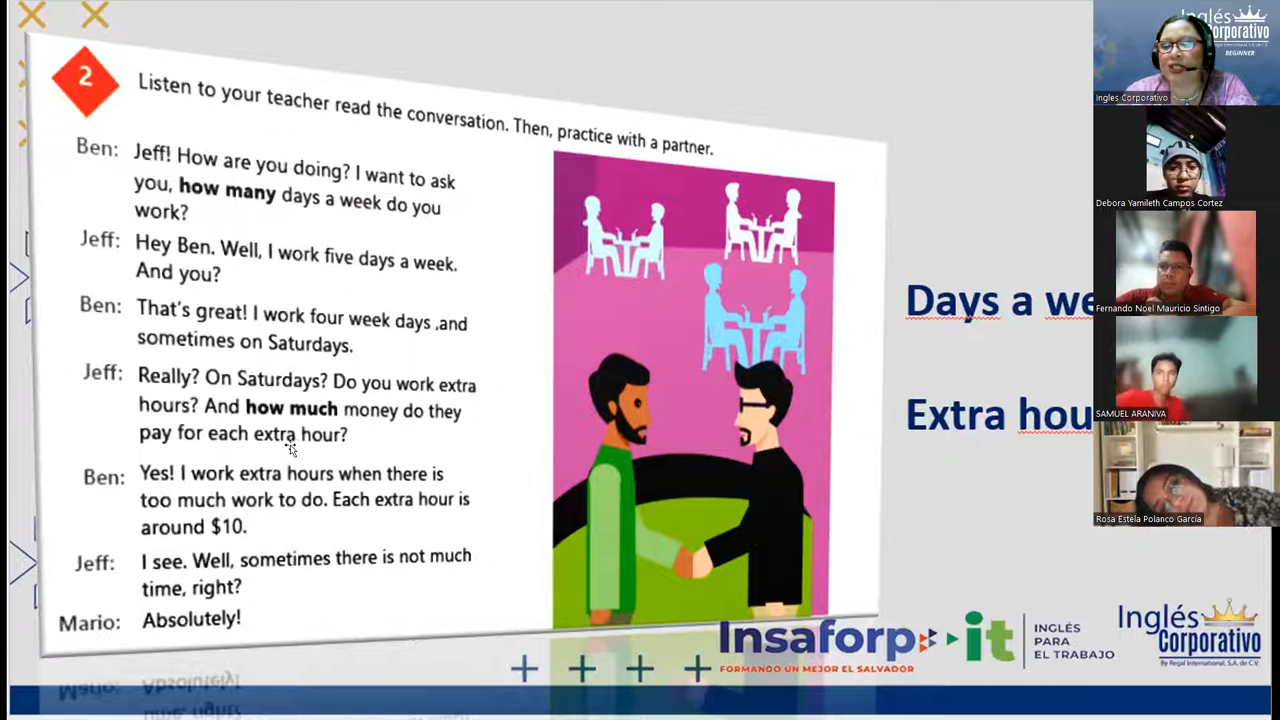 2
Listen to your teacher read the conversation. Then, practice with a partner.
Ben: Jeff! How are you doing? I want to ask
you, how many days a week do you
work?
Jeff: Hey Ben. Well, I work five days a week.
And you?
Ben: That's great! I work four week days ,and
sometimes on Saturdays.
Jeff: Really? On Saturdays? Do you work extra
hours? And how much money do they
pay for each extra hour?
Ben: Yes! I work extra hours when there is
too much work to do. Each extra hour is
around $10.
Jeff: I see. Well, sometimes there is not much
time, right?
Mario: Absolutely!
Days a we
Extra hou
Insaforp
FORMANDO UN MEJOR EL SALVADOR
it
INGLÉS
PARA
EL TRABAJO
Inglés
Corporativo
By Regal International, S.A. de C.V.
Inglés
Corporativo
BEGINNER
Ingles Corporativo
Debora Yamileth Campos Cortez
Fernando Noel Mauricio Sintigo
SAMUEL ARANIVA
Rosa Estela Polanco García